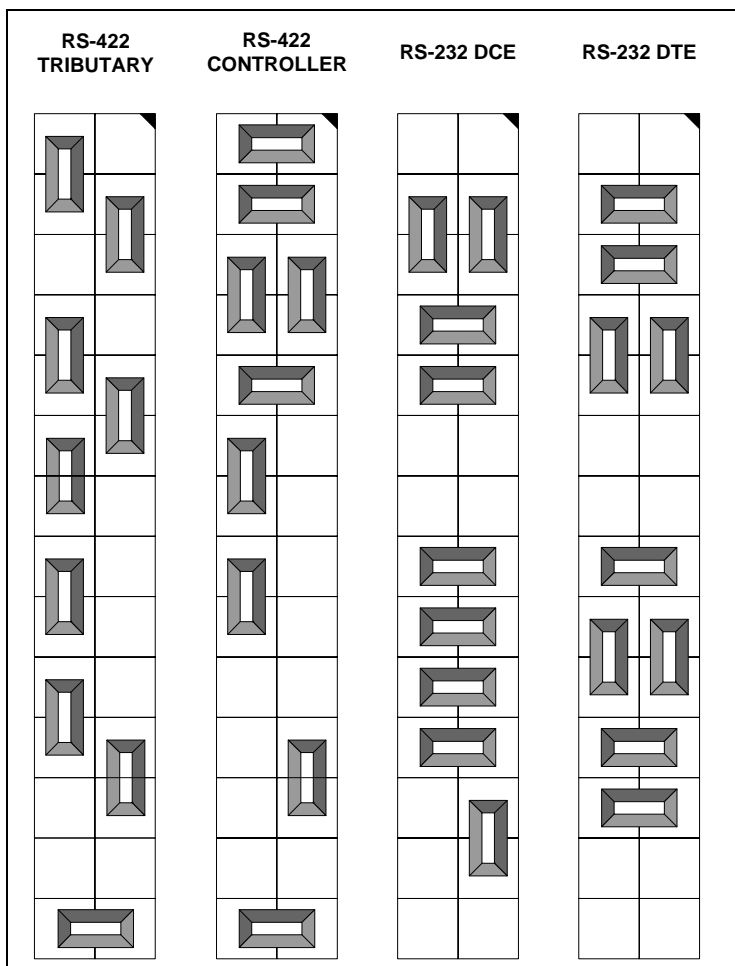 RS-422
TRIBUTARY
RS-422
CONTROLLER
RS-232 DCE
RS-232 DTE